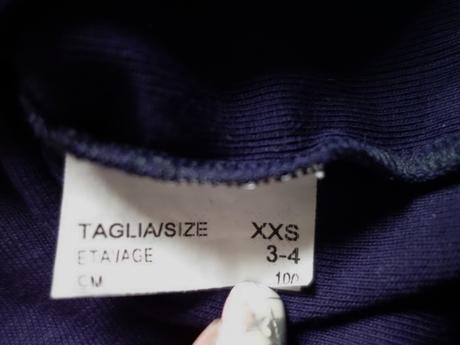 TAGLIA/SIZE XXS
ETA/AGE 3-4
CM 100